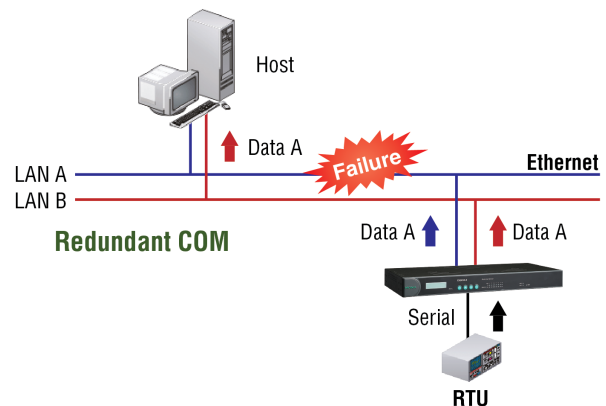 Host
Data A
Failure
Ethernet
LAN A
LAN B
Redundant COM
Data A
Data A
Serial
RTU